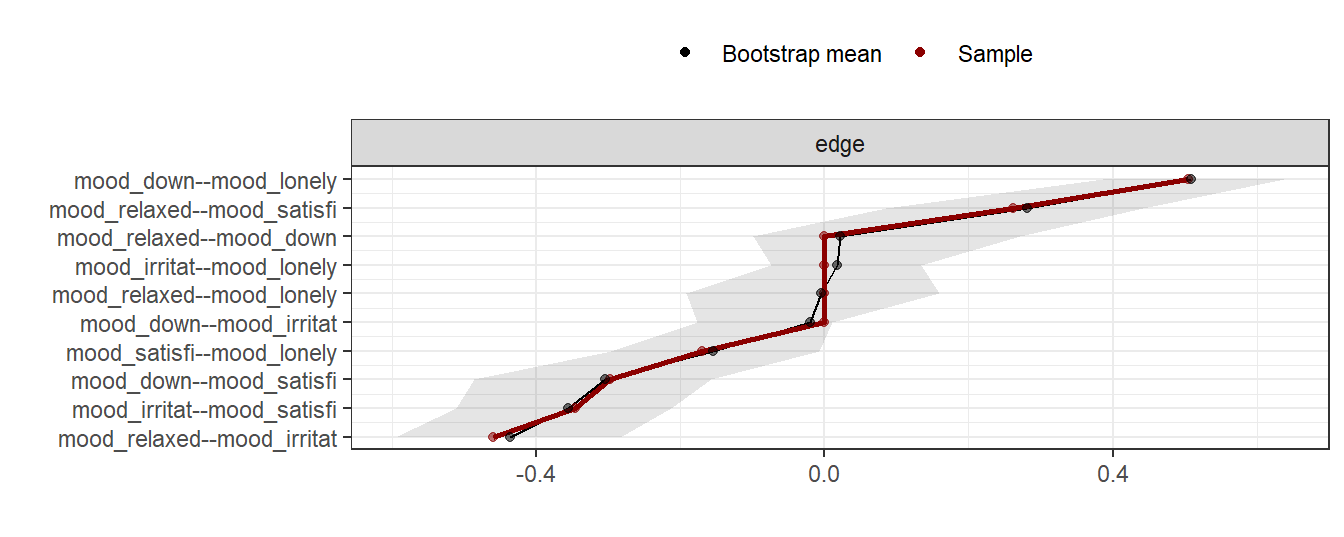 Bootstrap mean Sample
edge
mood_down--mood_lonely
mood_relaxed--mood_satisfi
mood_relaxed--mood_down
mood_irritat--mood_lonely
mood_relaxed--mood_lonely
mood_down--mood_irritat
mood_satisfi--mood_lonely
mood_down--mood_satisfi
mood_irritat--mood_satisfi
mood_relaxed--mood_irritat
-0.4 0.0 0.4